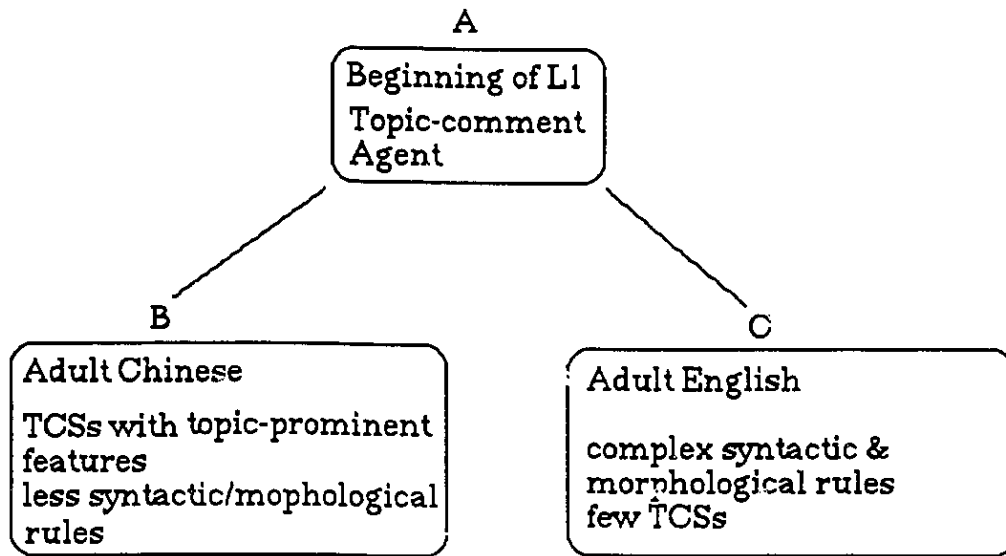 A
Beginning of L1
Topic-comment
Agent
B
Adult Chinese
TCSs with topic-prominent
features
less syntactic/mophological
rules
C
Adult English
complex syntactic &
morphological rules
few TCSs